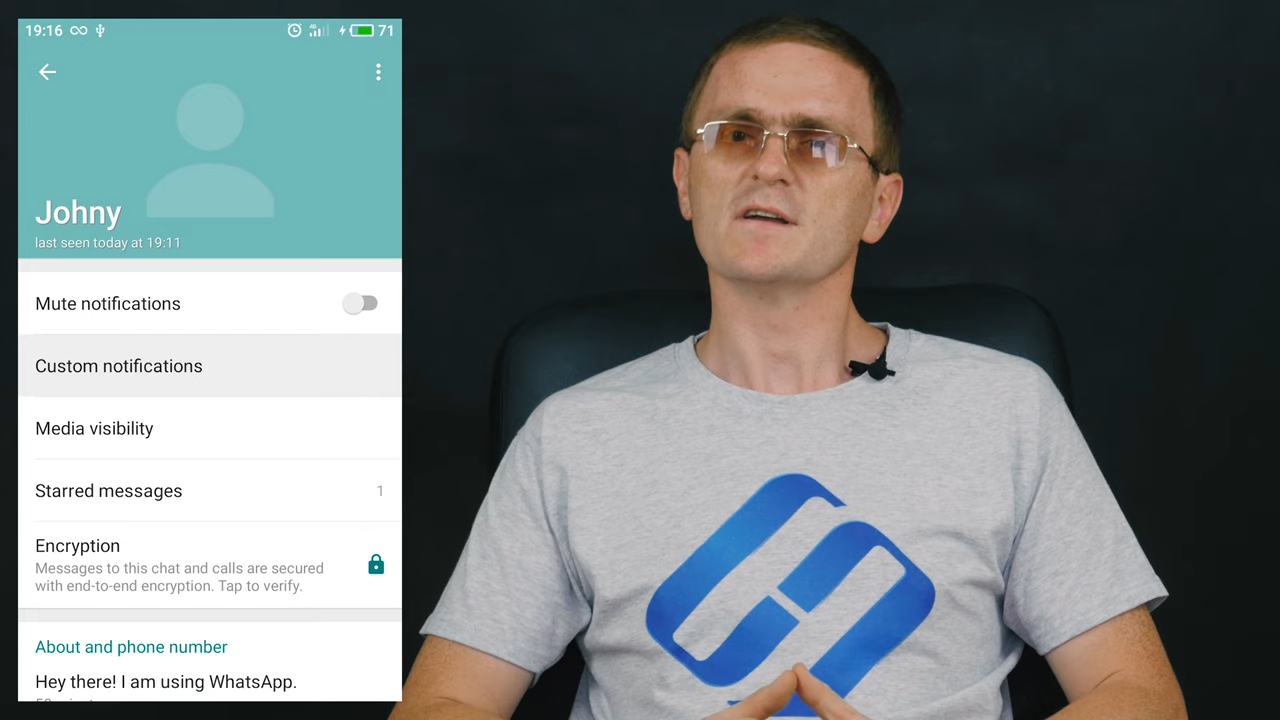 19:16 71
Johny
last seen today at 19:11
Mute notifications
Custom notifications
Media visibility
Starred messages 1
Encryption
Messages to this chat and calls are secured
with end-to-end encryption. Tap to verify.
About and phone number
Hey there! I am using WhatsApp.